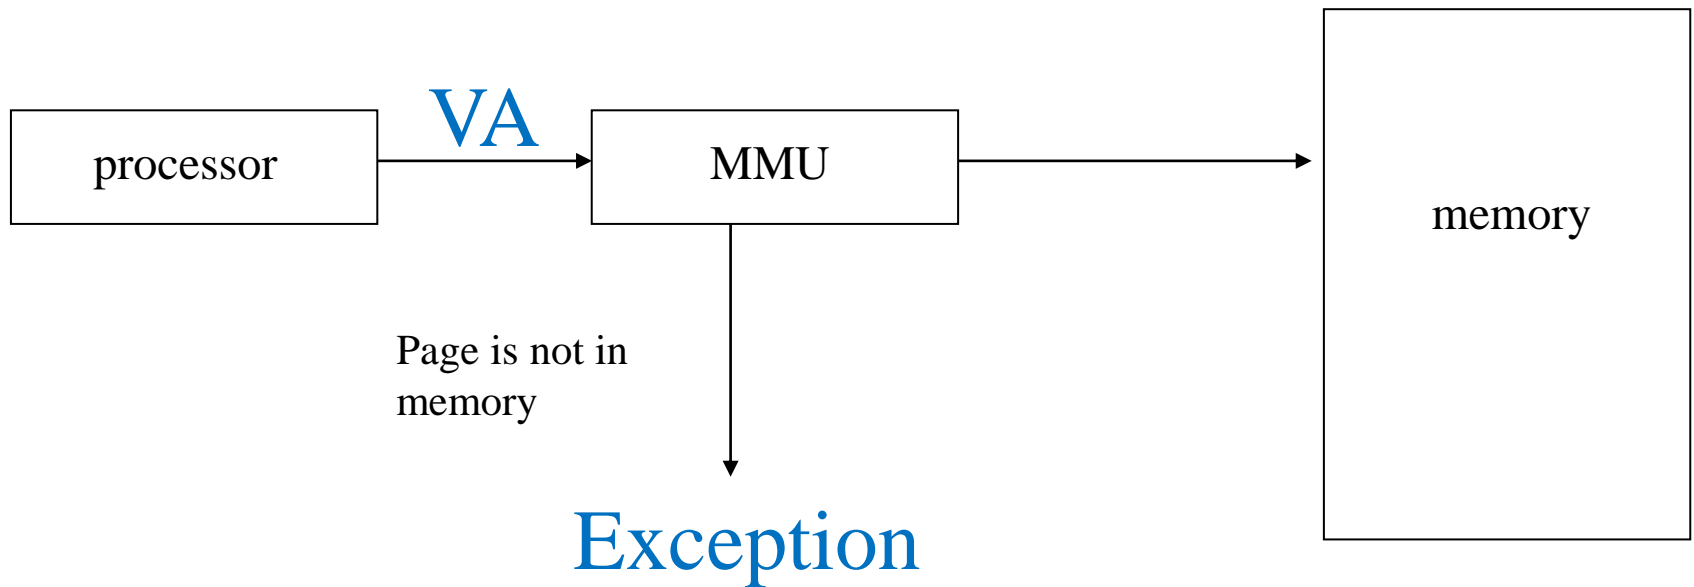 VA
processor
MMU
memory
Page is not in
memory
Exception